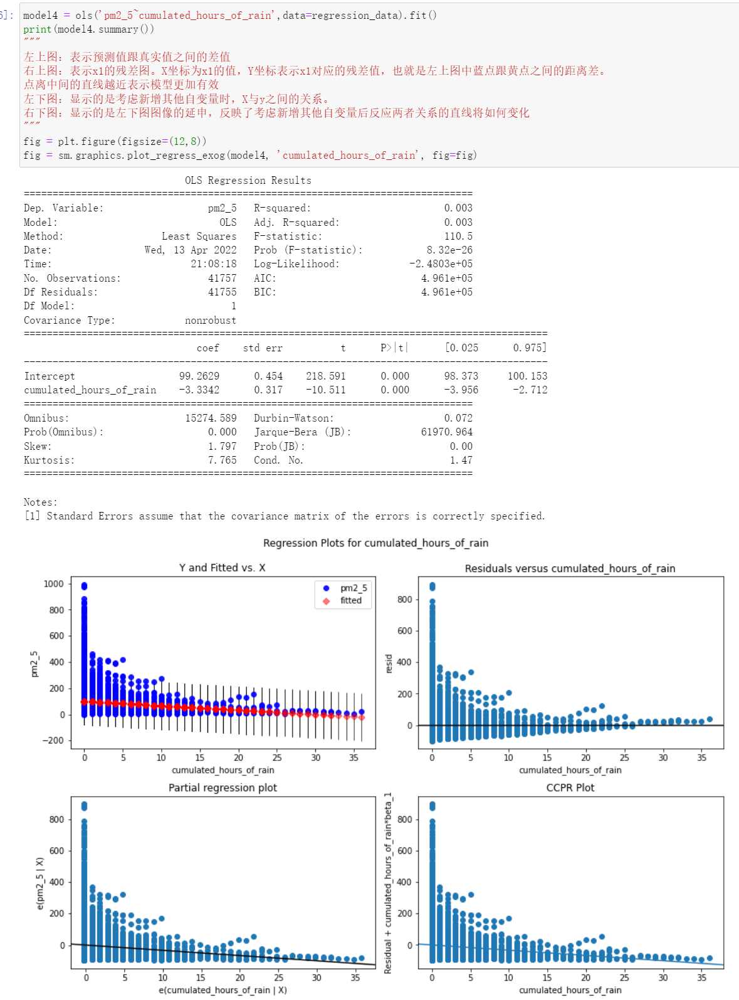 6]: model4 = ols('pm2_5~cumulated_hours_of_rain',data=regression_data).fit()
print(model4.summary())
"""
左上图：表示预测值跟真实值之间的差值
右上图：表示x1的残差图。X坐标为x1的值，Y坐标表示x1对应的残差值，也就是左上图中蓝点跟黄点之间的距离差。
点离中间的直线越近表示模型更加有效
左下图：显示的是考虑新增其他自变量时，X与y之间的关系。
右下图：显示的是左下图图像的延申，反映了考虑新增其他自变量后反应两者关系的直线将如何变化
"""
fig = plt.figure(figsize=(12,8))
fig = sm.graphics.plot_regress_exog(model4, 'cumulated_hours_of_rain', fig=fig)
OLS Regression Results
==============================================================================
Dep. Variable: pm2_5 R-squared: 0.003
Model: OLS Adj. R-squared: 0.003
Method: Least Squares F-statistic: 110.5
Date: Wed, 13 Apr 2022 Prob (F-statistic): 8.32e-26
Time: 21:08:18 Log-Likelihood: -2.4803e+05
No. Observations: 41757 AIC: 4.961e+05
Df Residuals: 41755 BIC: 4.961e+05
Df Model: 1
Covariance Type: nonrobust
===========================================================================================
coef std err t P>|t| [0.025 0.975]
-------------------------------------------------------------------------------------------
Intercept 99.2629 0.454 218.591 0.000 98.373 100.153
cumulated_hours_of_rain -3.3342 0.317 -10.511 0.000 -3.956 -2.712
==============================================================================
Omnibus: 15274.589 Durbin-Watson: 0.072
Prob(Omnibus): 0.000 Jarque-Bera (JB): 61970.964
Skew: 1.797 Prob(JB): 0.00
Kurtosis: 7.765 Cond. No. 1.47
==============================================================================
Notes:
[1] Standard Errors assume that the covariance matrix of the errors is correctly specified.
Regression Plots for cumulated_hours_of_rain
Y and Fitted vs. X
pm2_5
fitted
1000
800
600
400
200
0
−200
pm2_5
0 5 10 15 20 25 30 35
cumulated_hours_of_rain
Residuals versus cumulated_hours_of_rain
800
600
400
200
0
resid
0 5 10 15 20 25 30 35
cumulated_hours_of_rain
Partial regression plot
800
600
400
200
0
e(pm2_5 | X)
0 5 10 15 20 25 30 35
e(cumulated_hours_of_rain | X)
CCPR Plot
800
600
400
200
0
Residual + cumulated_hours_of_rain*beta_1
0 5 10 15 20 25 30 35
cumulated_hours_of_rain